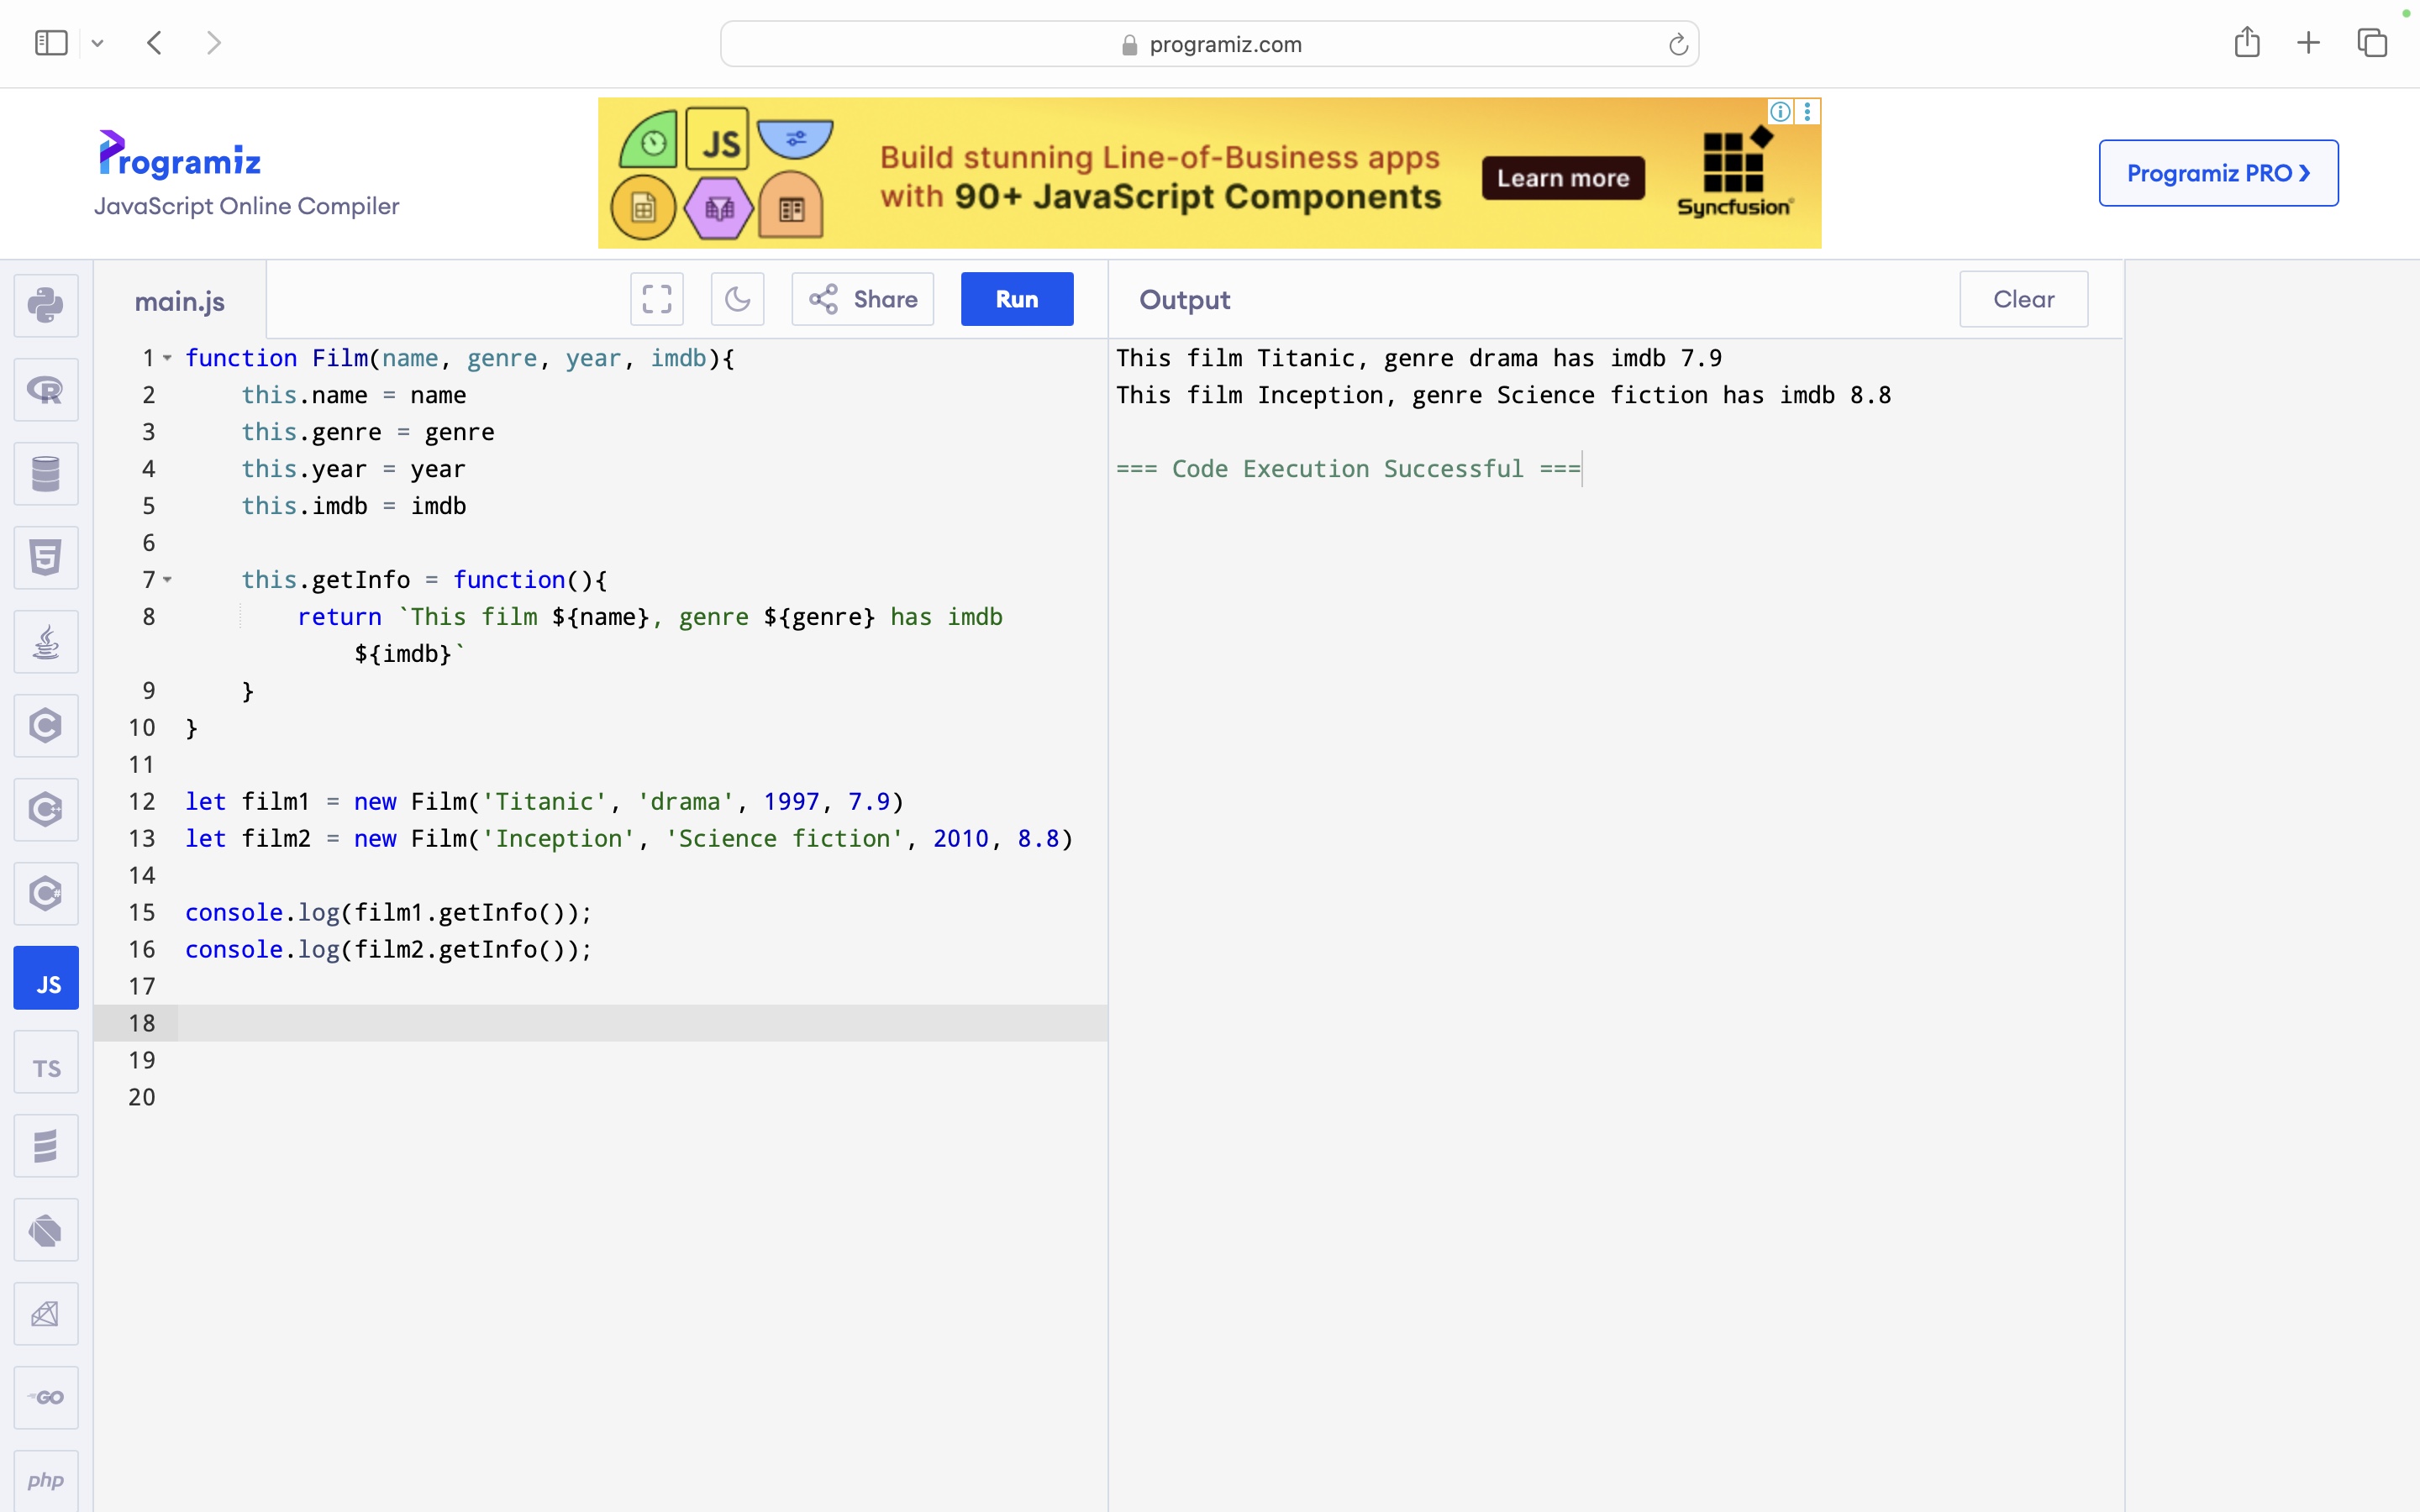 programiz.com
Programiz
JavaScript Online Compiler
JS
Build stunning Line-of-Business apps
with 90+ JavaScript Components
Learn more
Syncfusion
Programiz PRO ❯
main.js
Share
Run
Output
Clear
1 function Film(name, genre, year, imdb){
2 this.name = name
3 this.genre = genre
4 this.year = year
5 this.imdb = imdb
6
7 this.getInfo = function(){
8 return `This film ${name}, genre ${genre} has imdb
${imdb}`
9 }
10 }
11
12 let film1 = new Film('Titanic', 'drama', 1997, 7.9)
13 let film2 = new Film('Inception', 'Science fiction', 2010, 8.8)
14
15 console.log(film1.getInfo());
16 console.log(film2.getInfo());
17
18
19
20
This film Titanic, genre drama has imdb 7.9
This film Inception, genre Science fiction has imdb 8.8
=== Code Execution Successful ===
R
5
C
C++
C#
JS
TS
GO
php